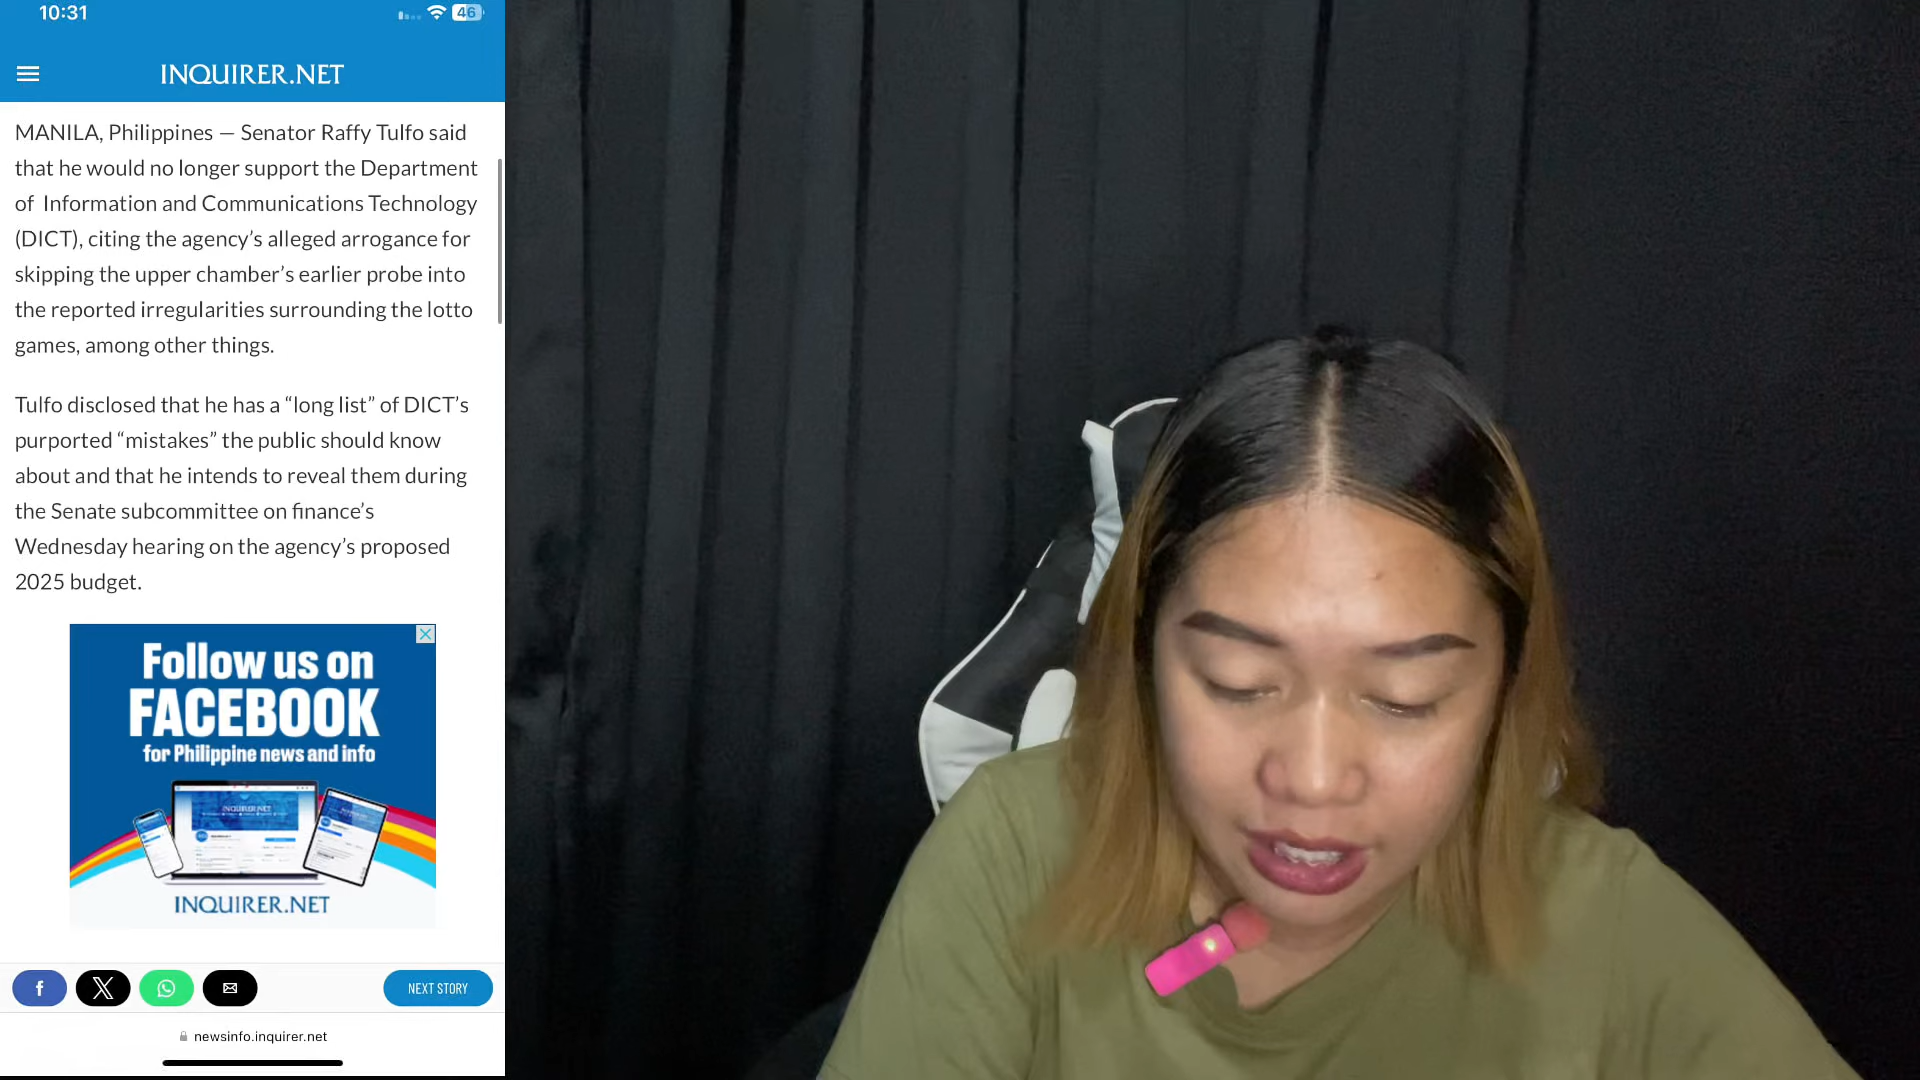 10:31
46
INQUIRER.NET
MANILA, Philippines — Senator Raffy Tulfo said
that he would no longer support the Department
of Information and Communications Technology
(DICT), citing the agency’s alleged arrogance for
skipping the upper chamber’s earlier probe into
the reported irregularities surrounding the lotto
games, among other things.
Tulfo disclosed that he has a “long list” of DICT’s
purported “mistakes” the public should know
about and that he intends to reveal them during
the Senate subcommittee on finance’s
Wednesday hearing on the agency’s proposed
2025 budget.
Follow us on
FACEBOOK
for Philippine news and info
INQUIRER.NET
INQUIRER.NET
NEXT STORY
newsinfo.inquirer.net